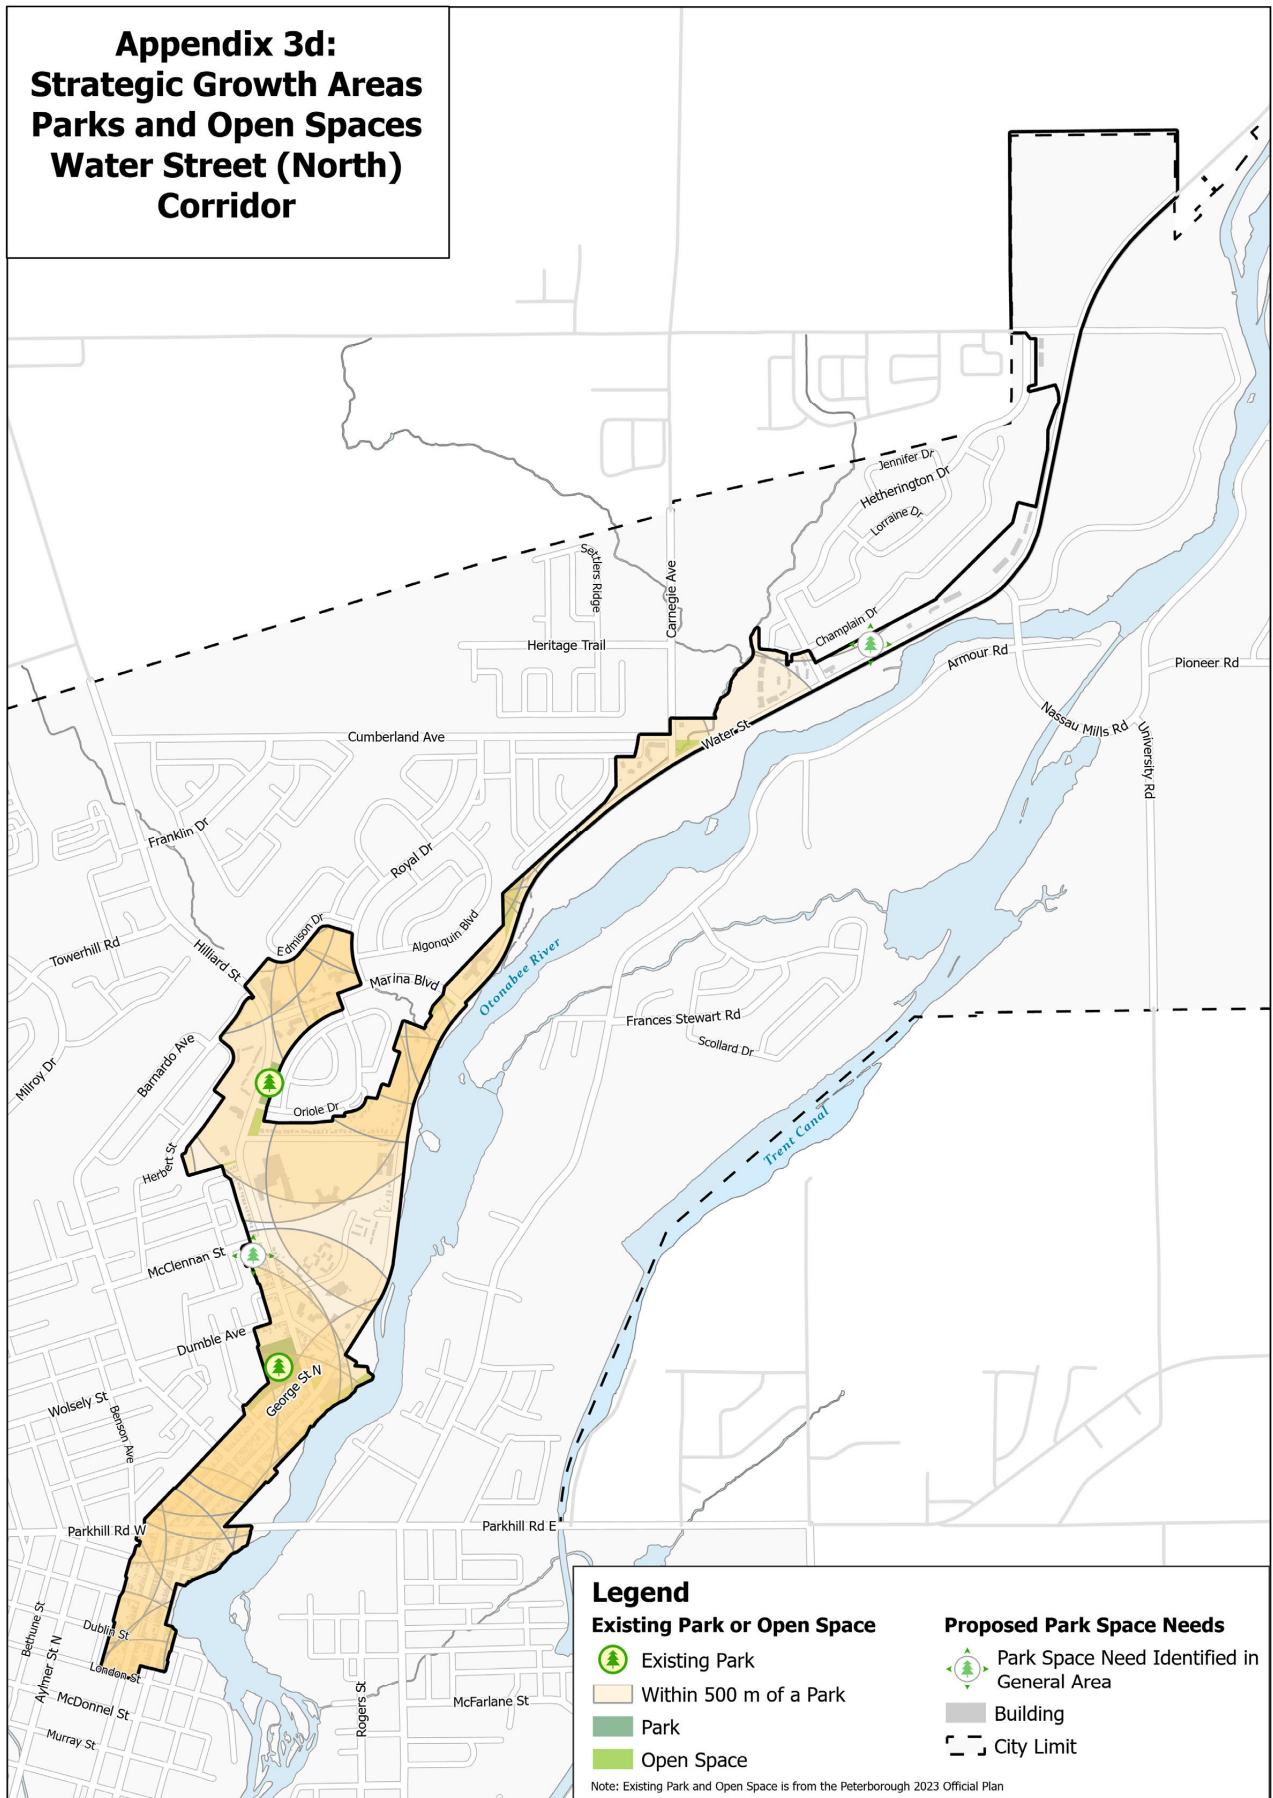 Appendix 3d:
Strategic Growth Areas
Parks and Open Spaces
Water Street (North)
Corridor
Jennifer Dr
Hetherington Dr
Lorraine Dr
Settlers Ridge
Carnegie Ave
Champlain Dr
Heritage Trail
Armour Rd
Pioneer Rd
Nassau Mills Rd
University Rd
Water St
Cumberland Ave
Franklin Dr
Royal Dr
Algonquin Blvd
Edmison Dr
Towerhill Rd
Hilliard St
Marina Blvd
Otonabee River
Frances Stewart Rd
Scollard Dr
Barnardo Ave
Milroy Dr
Oriole Dr
Trent Canal
Herbert St
McClennan St
Dumble Ave
George St N
Wolsely St
Benson Ave
Parkhill Rd W
Parkhill Rd E
Bethune St
Dublin St
Aylmer St N
London St
McDonnel St
Murray St
Rogers St
McFarlane St
Legend
Existing Park or Open Space
Existing Park
Within 500 m of a Park
Park
Open Space
Proposed Park Space Needs
Park Space Need Identified in
General Area
Building
City Limit
Note: Existing Park and Open Space is from the Peterborough 2023 Official Plan